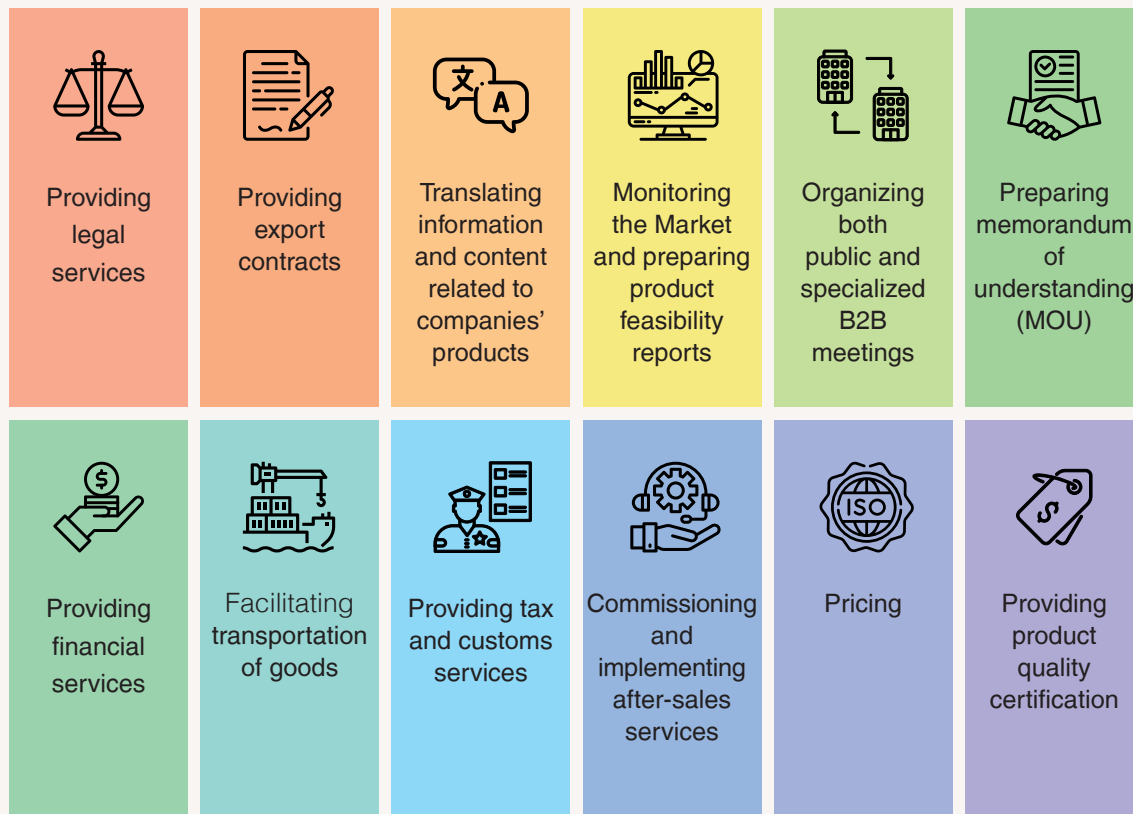 Providing
legal
services
Providing
export
contracts
文
A
Translating
information
and content
related to
companies’
products
Monitoring
the Market
and preparing
product
feasibility
reports
Organizing
both
public and
specialized
B2B
meetings
Preparing
memorandum
of
understanding
(MOU)
$
Providing
financial
services
Facilitating
transportation
of goods
Providing tax
and customs
services
Commissioning
and
implementing
after-sales
services
ISO
Pricing
$
Providing
product
quality
certification